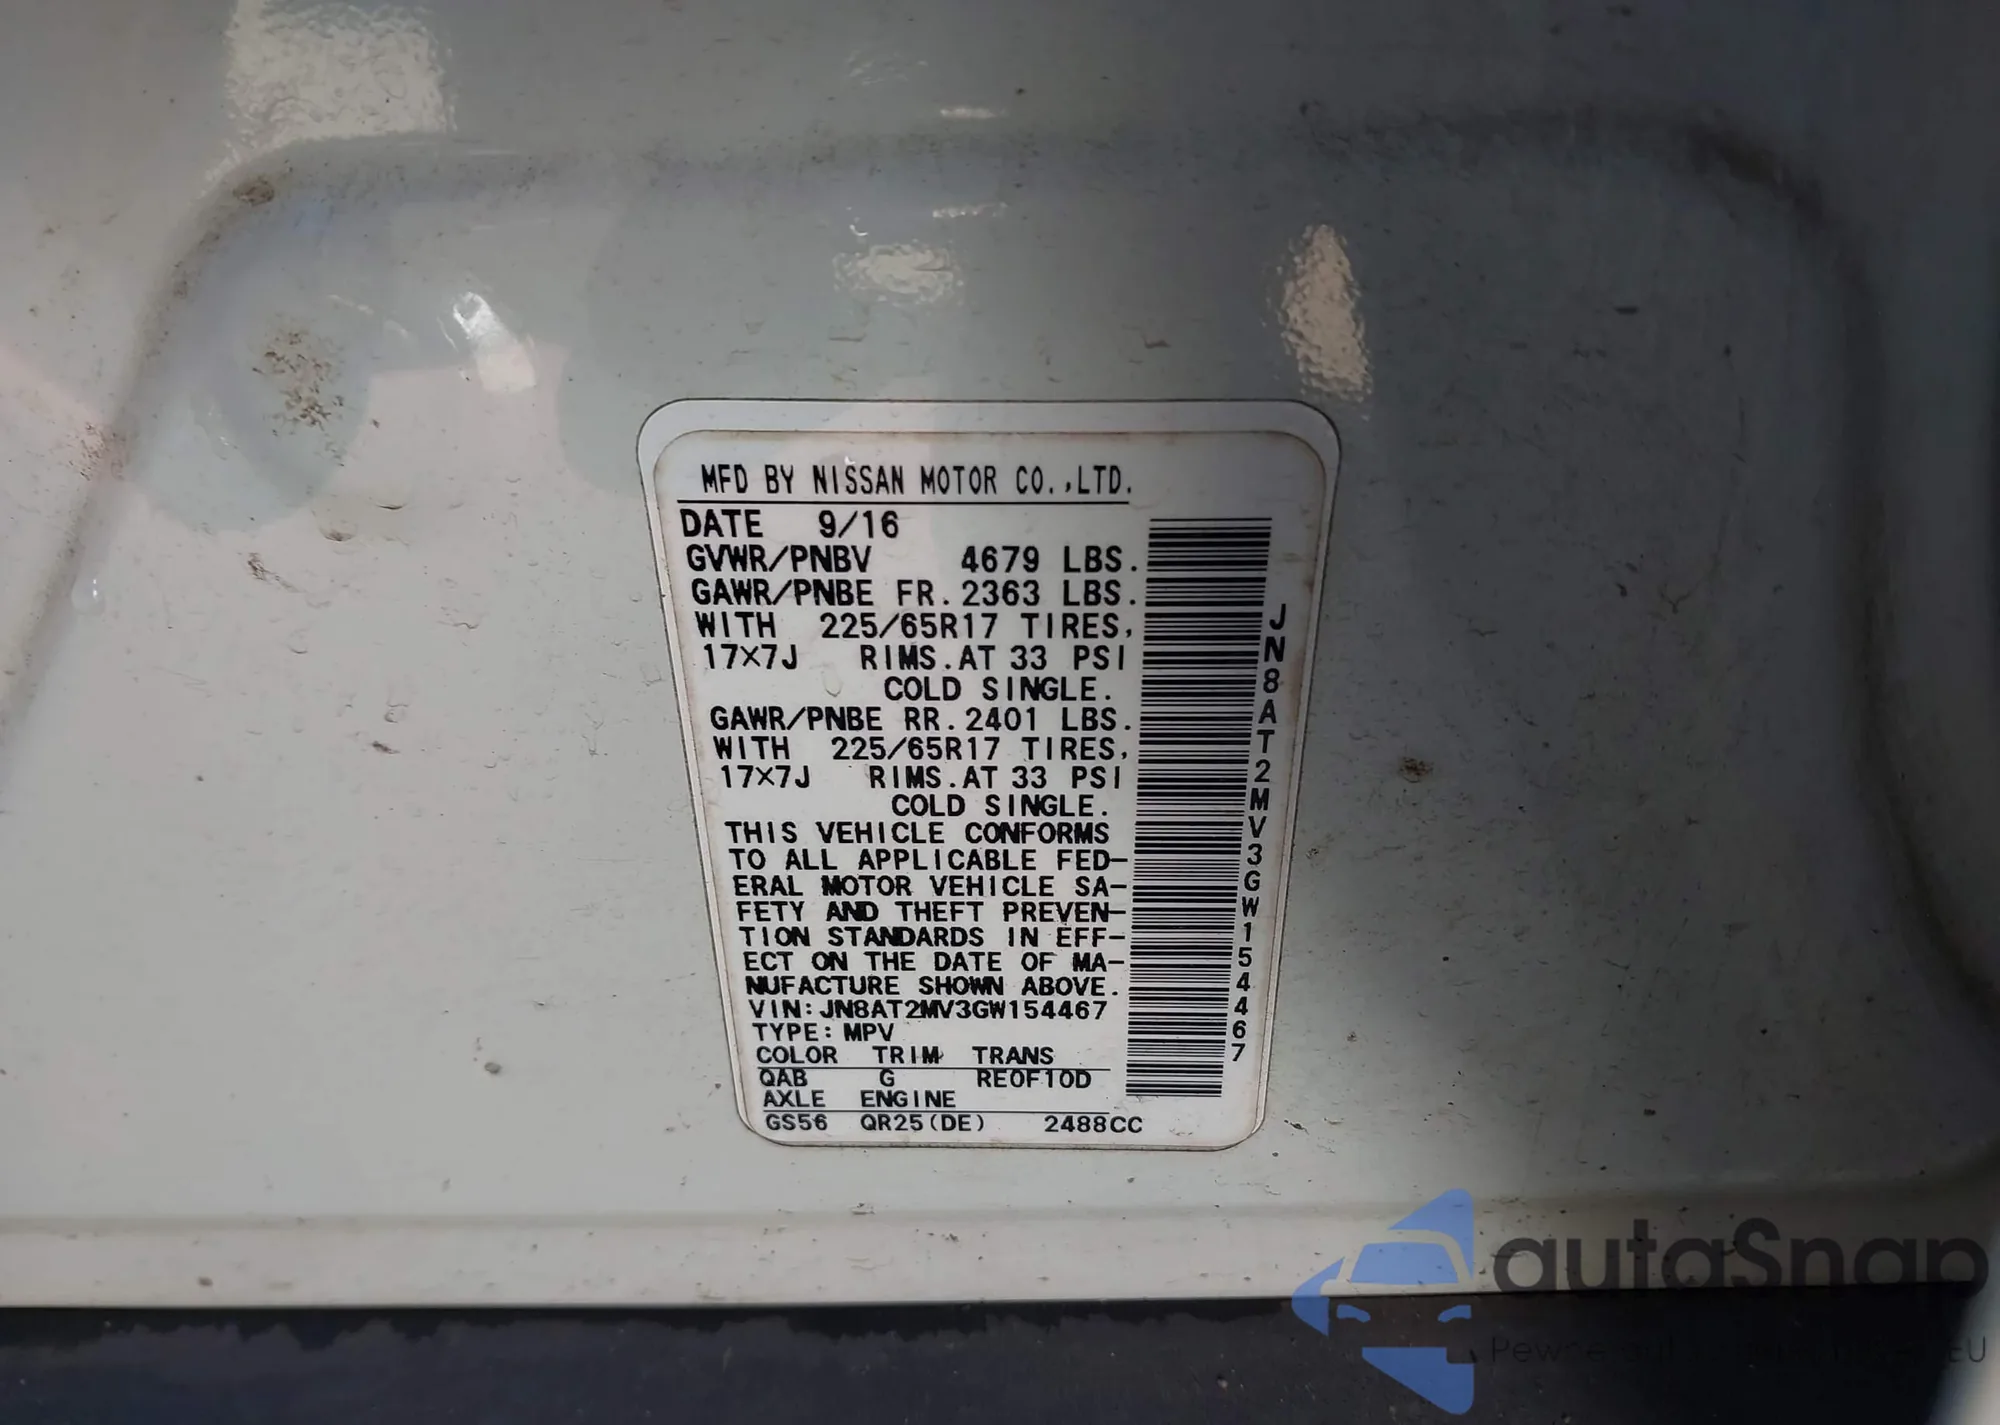 MFD BY NISSAN MOTOR CO.,LTD.
DATE 9/16
GVWR/PNBV 4679 LBS.
GAWR/PNBE FR. 2363 LBS.
WITH 225/65R17 TIRES,
17×7J RIMS.AT 33 PSI
COLD SINGLE.
GAWR/PNBE RR. 2401 LBS.
WITH 225/65R17 TIRES,
17×7J RIMS.AT 33 PSI
COLD SINGLE.
THIS VEHICLE CONFORMS
TO ALL APPLICABLE FED-
ERAL MOTOR VEHICLE SA-
FETY AND THEFT PREVEN-
TION STANDARDS IN EFF-
ECT ON THE DATE OF MA-
NUFACTURE SHOWN ABOVE.
VIN:JN8AT2MV3GW154467
TYPE:MPV
COLOR TRIM TRANS
QAB G RE0F10D
AXLE ENGINE
GS56 QR25(DE) 2488CC
JN8AT2MV3GW154467
autaSnap
EU